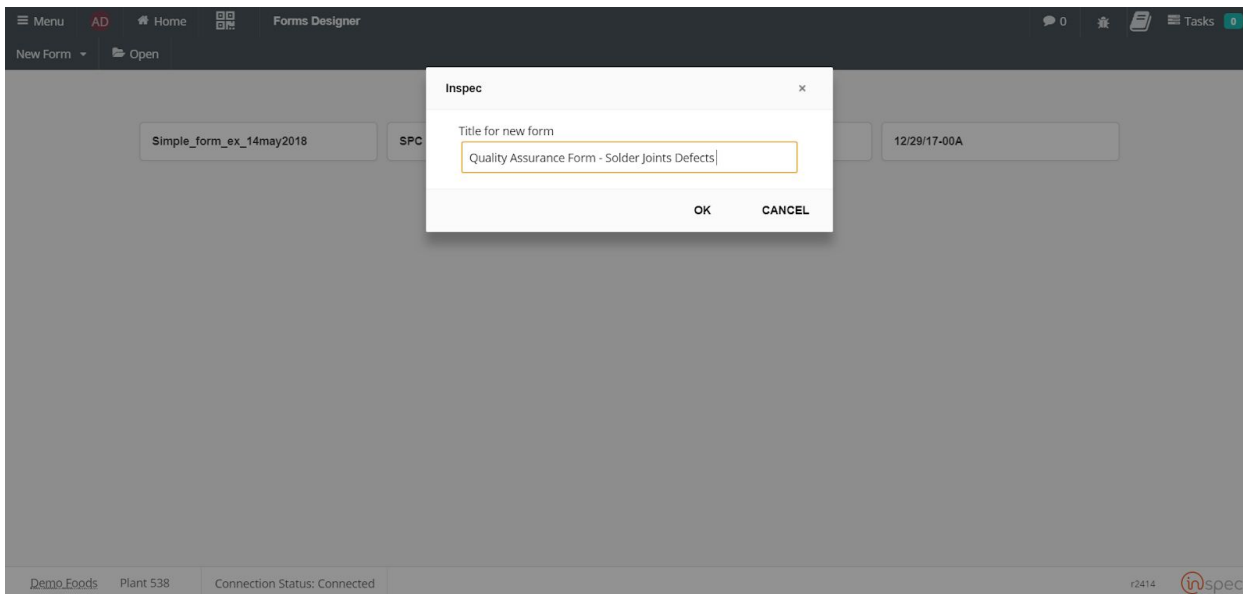 Menu AD Home Forms Designer 0 Tasks 0
New Form Open
Inspec ×
Title for new form
Quality Assurance Form - Solder Joints Defects
OK CANCEL
Simple_form_ex_14may2018 SPC 12/29/17-00A
Demo Foods Plant 538 Connection Status: Connected r2414 inspec